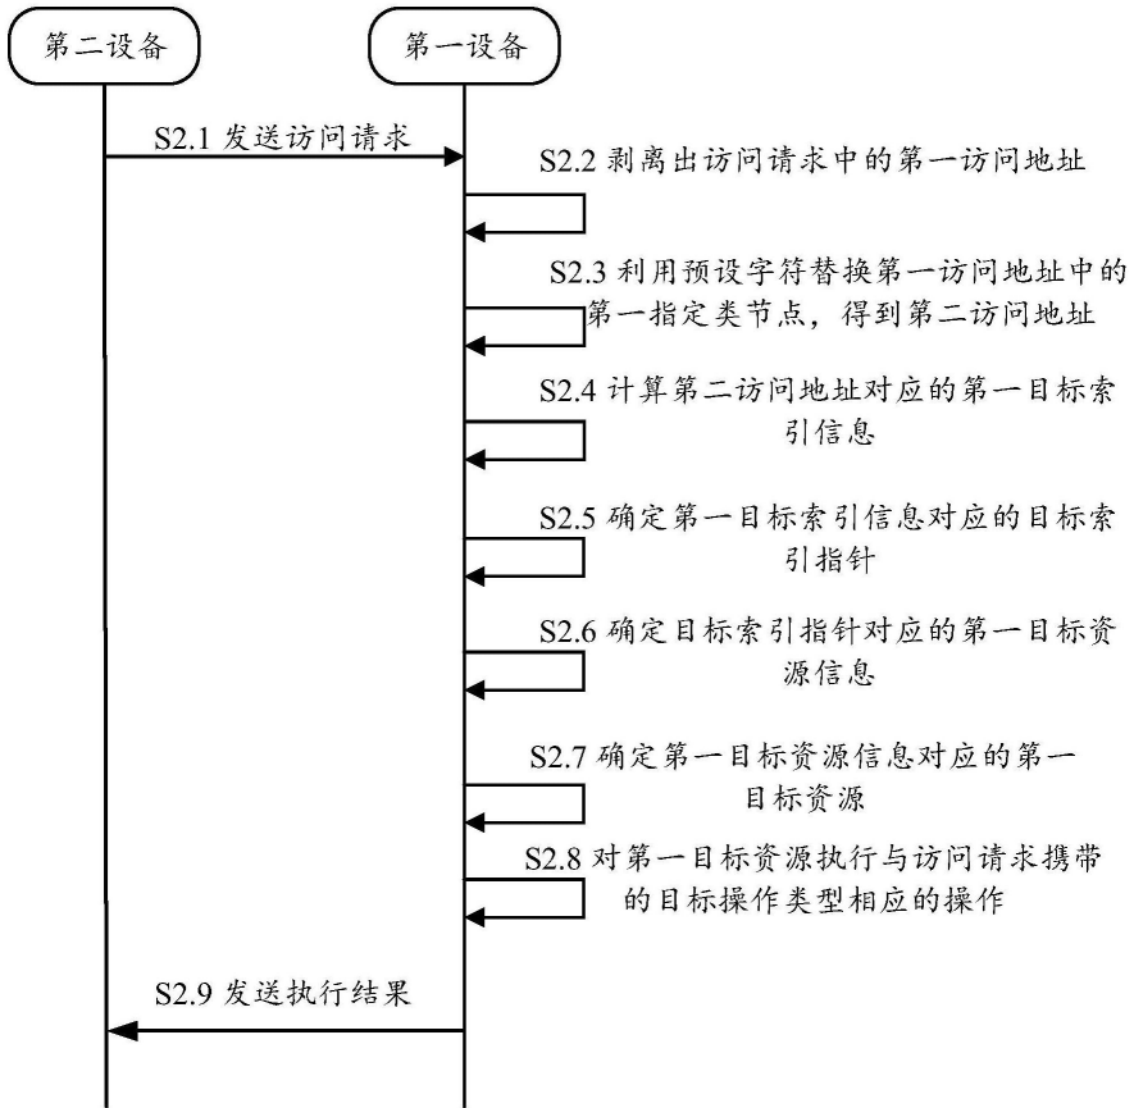 第二设备
第一设备
S2.1 发送访问请求
S2.2 剥离出访问请求中的第一访问地址
S2.3 利用预设字符替换第一访问地址中的
第一指定类节点，得到第二访问地址
S2.4 计算第二访问地址对应的第一目标索
引信息
S2.5 确定第一目标索引信息对应的目标索
引指针
S2.6 确定目标索引指针对应的第一目标资
源信息
S2.7 确定第一目标资源信息对应的第一
目标资源
S2.8 对第一目标资源执行与访问请求携带
的目标操作类型相应的操作
S2.9 发送执行结果